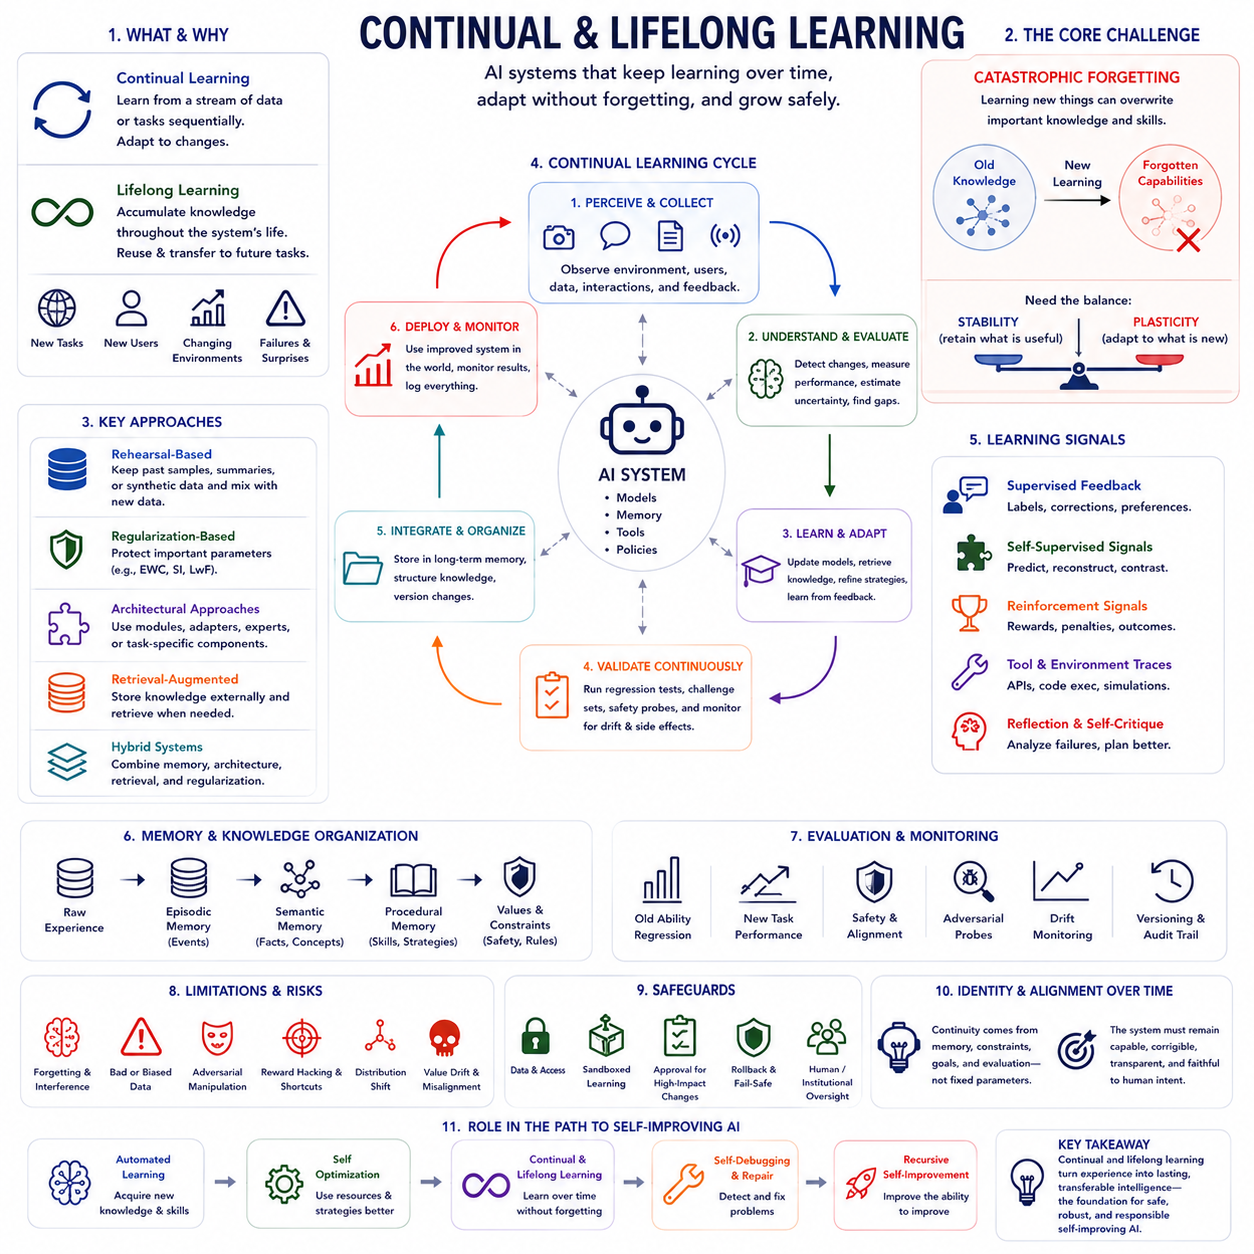 CONTINUAL & LIFELONG LEARNING
AI systems that keep learning over time,
adapt without forgetting, and grow safely.
1. WHAT & WHY
Continual Learning
Learn from a stream of data
or tasks sequentially.
Adapt to changes.
Lifelong Learning
Accumulate knowledge
throughout the system's life.
Reuse & transfer to future tasks.
New Tasks
New Users
Changing
Environments
Failures &
Surprises
2. THE CORE CHALLENGE
CATASTROPHIC FORGETTING
Learning new things can overwrite
important knowledge and skills.
Old
Knowledge
New
Learning
Forgotten
Capabilities
Need the balance:
STABILITY
(retain what is useful)
PLASTICITY
(adapt to what is new)
3. KEY APPROACHES
Rehearsal-Based
Keep past samples, summaries,
or synthetic data and mix with
new data.
Regularization-Based
Protect important parameters
(e.g., EWC, SI, LwF).
Architectural Approaches
Use modules, adapters, experts,
or task-specific components.
Retrieval-Augmented
Store knowledge externally and
retrieve when needed.
Hybrid Systems
Combine memory, architecture,
retrieval, and regularization.
4. CONTINUAL LEARNING CYCLE
1. PERCEIVE & COLLECT
Observe environment, users,
data, interactions, and feedback.
2. UNDERSTAND & EVALUATE
Detect changes, measure
performance, estimate
uncertainty, find gaps.
3. LEARN & ADAPT
Update models, retrieve
knowledge, refine strategies,
learn from feedback.
4. VALIDATE CONTINUOUSLY
Run regression tests, challenge
sets, safety probes, and monitor
for drift & side effects.
5. INTEGRATE & ORGANIZE
Store in long-term memory,
structure knowledge,
version changes.
6. DEPLOY & MONITOR
Use improved system in
the world, monitor results,
log everything.
AI SYSTEM
• Models
• Memory
• Tools
• Policies
5. LEARNING SIGNALS
Supervised Feedback
Labels, corrections, preferences.
Self-Supervised Signals
Predict, reconstruct, contrast.
Reinforcement Signals
Rewards, penalties, outcomes.
Tool & Environment Traces
APIs, code exec, simulations.
Reflection & Self-Critique
Analyze failures, plan better.
6. MEMORY & KNOWLEDGE ORGANIZATION
Raw
Experience
Episodic
Memory
(Events)
Semantic
Memory
(Facts, Concepts)
Procedural
Memory
(Skills, Strategies)
Values &
Constraints
(Safety, Rules)
7. EVALUATION & MONITORING
Old Ability
Regression
New Task
Performance
Safety &
Alignment
Adversarial
Probes
Drift
Monitoring
Versioning &
Audit Trail
8. LIMITATIONS & RISKS
Forgetting &
Interference
Bad or Biased
Data
Adversarial
Manipulation
Reward Hacking &
Shortcuts
Distribution
Shift
Value Drift &
Misalignment
9. SAFEGUARDS
Data & Access
Sandboxed
Learning
Approval for
High-Impact
Changes
Rollback &
Fail-Safe
Human /
Institutional
Oversight
10. IDENTITY & ALIGNMENT OVER TIME
Continuity comes from
memory, constraints,
goals, and evaluation—
not fixed parameters.
The system must remain
capable, corrigible,
transparent, and faithful
to human intent.
11. ROLE IN THE PATH TO SELF-IMPROVING AI
Automated
Learning
Acquire new
knowledge & skills
Self
Optimization
Use resources &
strategies better
Continual &
Lifelong Learning
Learn over time
without forgetting
Self-Debugging
& Repair
Detect and fix
problems
Recursive
Self-Improvement
Improve the ability
to improve
KEY TAKEAWAY
Continual and lifelong learning
turn experience into lasting,
transferable intelligence—
the foundation for safe,
robust, and responsible
self-improving AI.